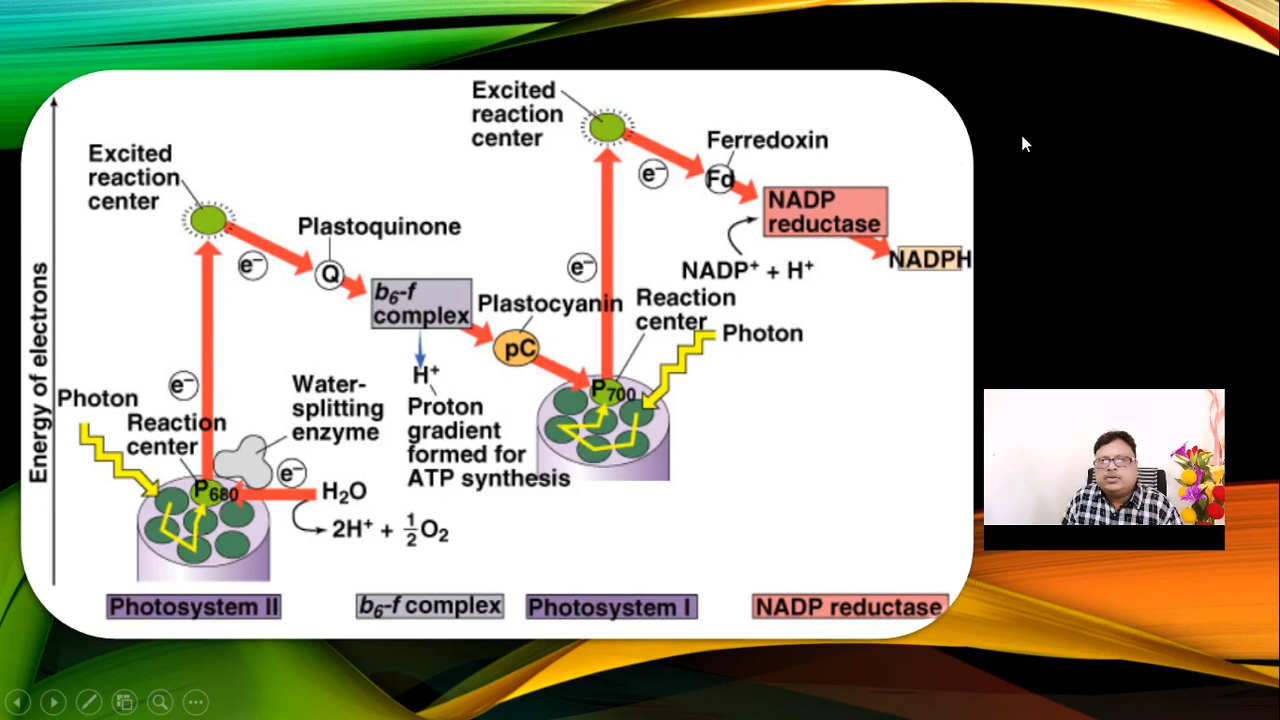 Excited
reaction
center
Ferredoxin
e⁻
Fd
NADP
reductase
NADPH
NADP⁺ + H⁺
Excited
reaction
center
Plastoquinone
e⁻
Q
b₆-f
complex
Plastocyanin
pC
e⁻
Reaction
center
Photon
P₇₀₀
H⁺
Proton
gradient
formed for
ATP synthesis
Energy of electrons
e⁻
Photon
Reaction
center
Water-
splitting
enzyme
e⁻
P₆₈₀
H₂O
2H⁺ + ½O₂
Photosystem II
b₆-f complex
Photosystem I
NADP reductase